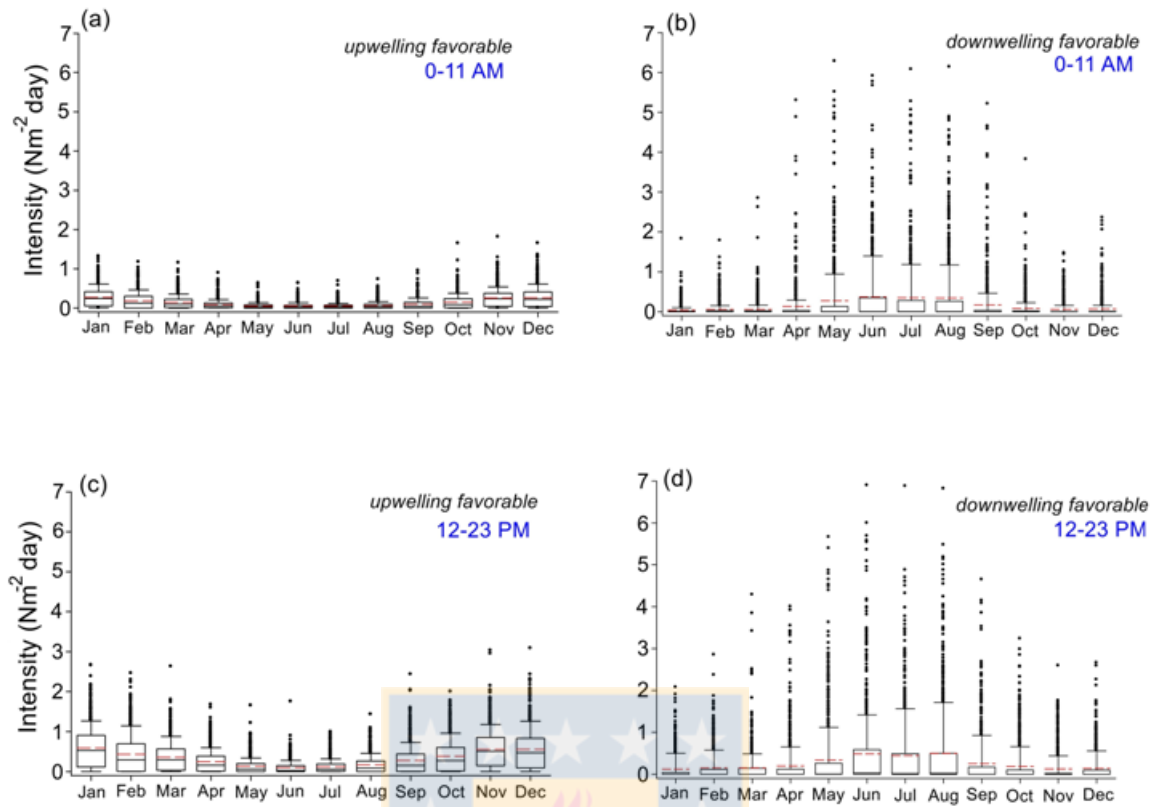 (a)
upwelling favorable
0-11 AM
Intensity (Nm⁻² day)
7
6
5
4
3
2
1
0
Jan Feb Mar Apr May Jun Jul Aug Sep Oct Nov Dec
(b)
downwelling favorable
0-11 AM
7
6
5
4
3
2
1
0
Jan Feb Mar Apr May Jun Jul Aug Sep Oct Nov Dec
(c)
upwelling favorable
12-23 PM
Intensity (Nm⁻² day)
7
6
5
4
3
2
1
0
Jan Feb Mar Apr May Jun Jul Aug Sep Oct Nov Dec
(d)
downwelling favorable
12-23 PM
7
6
5
4
3
2
1
0
Jan Feb Mar Apr May Jun Jul Aug Sep Oct Nov Dec